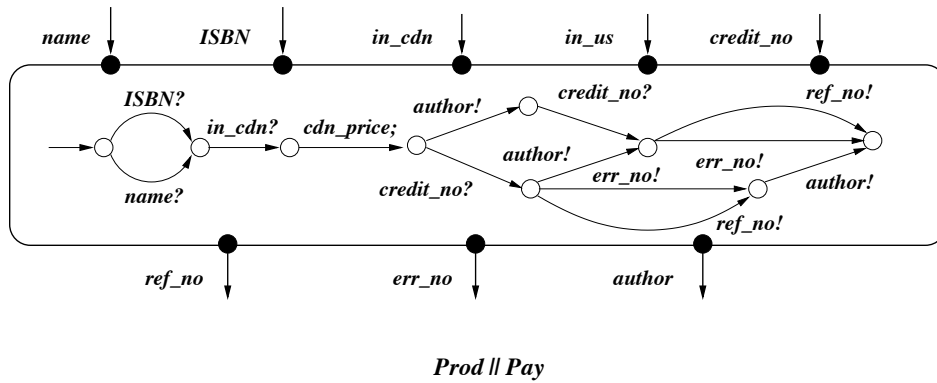 name ISBN in_cdn in_us credit_no
ISBN? in_cdn? cdn_price; author! credit_no? ref_no!
name? credit_no? author! err_no! err_no! author!
ref_no!
ref_no err_no author
Prod || Pay